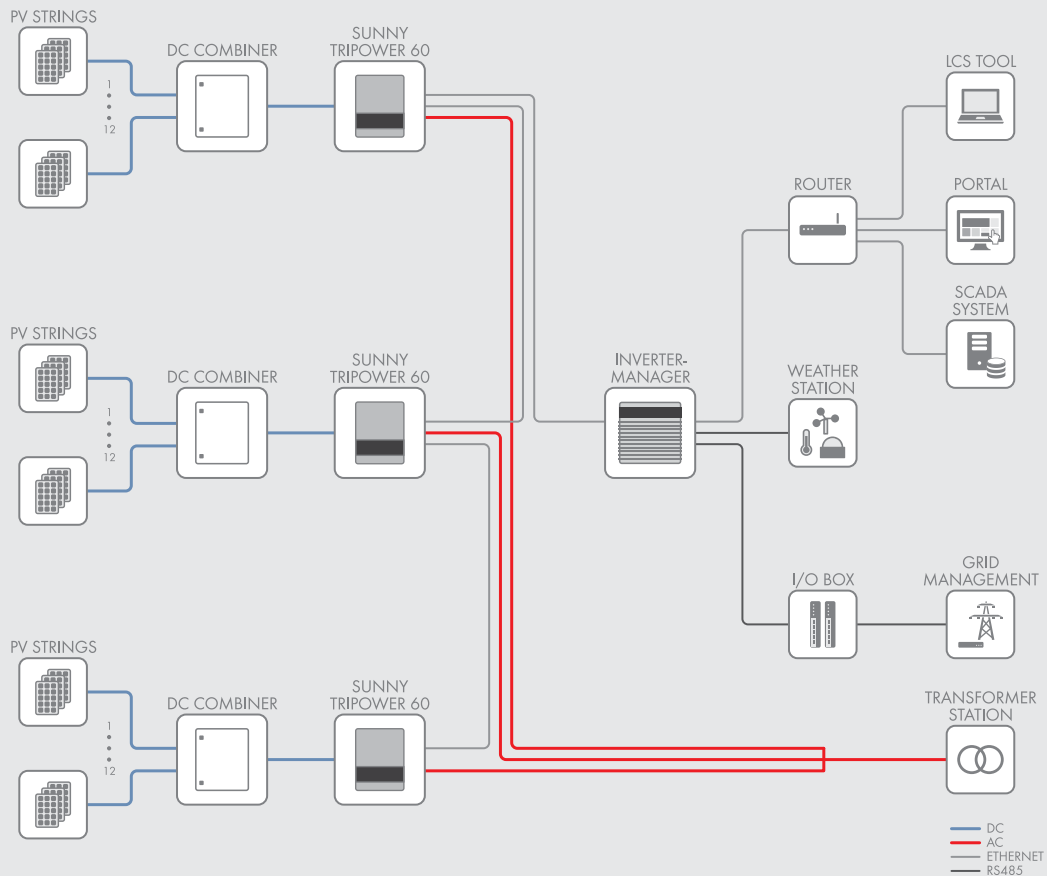 PV STRINGS
DC COMBINER
SUNNY
TRIPOWER 60
1
12
LCS TOOL
ROUTER
PORTAL
SCADA
SYSTEM
PV STRINGS
DC COMBINER
SUNNY
TRIPOWER 60
1
12
INVERTER-
MANAGER
WEATHER
STATION
I/O BOX
GRID
MANAGEMENT
PV STRINGS
DC COMBINER
SUNNY
TRIPOWER 60
1
12
TRANSFORMER
STATION
DC
AC
ETHERNET
RS485